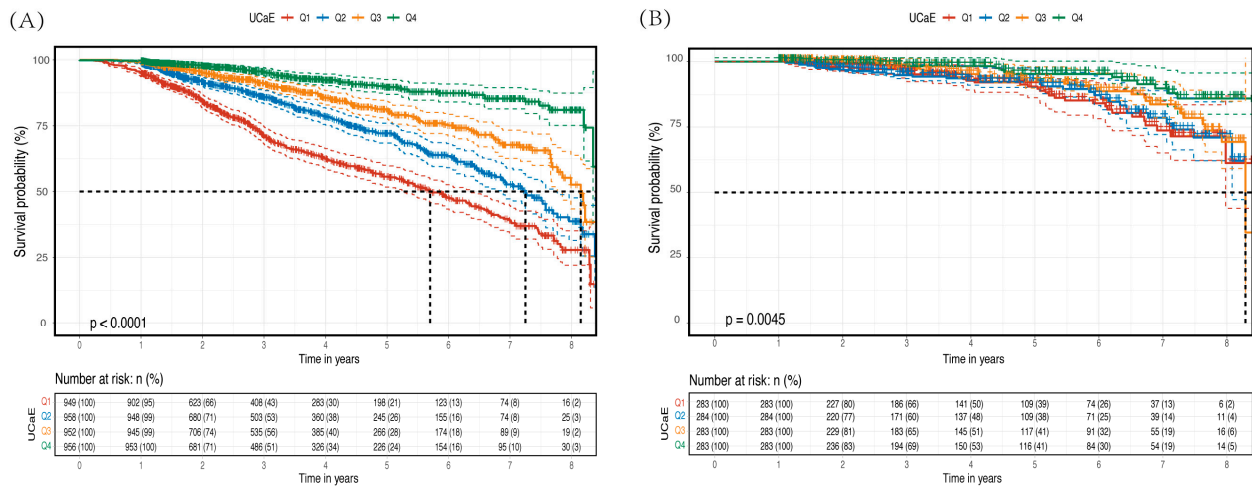 (A)
UCaE Q1 Q2 Q3 Q4
Survival probability (%)
100
75
50
25
0
p < 0.0001
0 1 2 3 4 5 6 7 8
Time in years
Number at risk: n (%)
UCaE
Q1 949 (100) 902 (95) 623 (66) 408 (43) 283 (30) 198 (21) 123 (13) 74 (8) 16 (2)
Q2 958 (100) 948 (99) 680 (71) 503 (53) 360 (38) 245 (26) 155 (16) 74 (8) 25 (3)
Q3 952 (100) 945 (99) 706 (74) 535 (56) 385 (40) 266 (28) 174 (18) 89 (9) 19 (2)
Q4 956 (100) 953 (100) 681 (71) 486 (51) 326 (34) 226 (24) 154 (16) 95 (10) 30 (3)
0 1 2 3 4 5 6 7 8
Time in years
(B)
UCaE Q1 Q2 Q3 Q4
Survival probability (%)
100
75
50
25
0
p = 0.0045
0 1 2 3 4 5 6 7 8
Time in years
Number at risk: n (%)
UCaE
Q1 283 (100) 283 (100) 227 (80) 186 (66) 141 (50) 109 (39) 74 (26) 37 (13) 6 (2)
Q2 284 (100) 284 (100) 220 (77) 171 (60) 137 (48) 109 (38) 71 (25) 39 (14) 11 (4)
Q3 283 (100) 283 (100) 229 (81) 183 (65) 145 (51) 117 (41) 91 (32) 55 (19) 16 (6)
Q4 283 (100) 283 (100) 236 (83) 194 (69) 150 (53) 116 (41) 84 (30) 54 (19) 14 (5)
0 1 2 3 4 5 6 7 8
Time in years